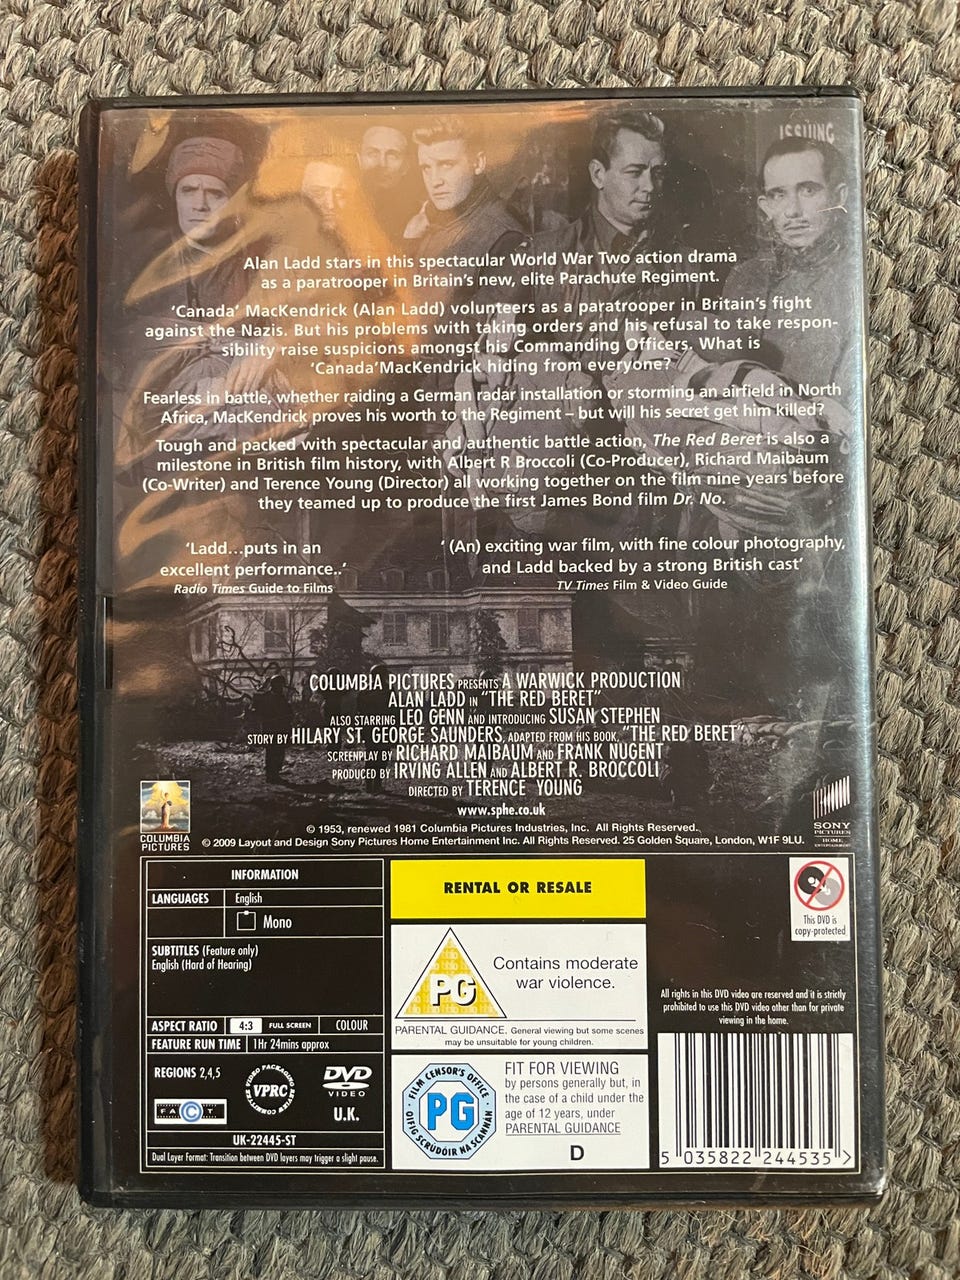 ISSUING
Alan Ladd stars in this spectacular World War Two action drama
as a paratrooper in Britain's new, elite Parachute Regiment.
'Canada' MacKendrick (Alan Ladd) volunteers as a paratrooper in Britain's fight
against the Nazis. But his problems with taking orders and his refusal to take respon-
sibility raise suspicions amongst his Commanding Officers. What is
'Canada'MacKendrick hiding from everyone?
Fearless in battle, whether raiding a German radar installation or storming an airfield in North
Africa, MacKendrick proves his worth to the Regiment – but will his secret get him killed?
Tough and packed with spectacular and authentic battle action, The Red Beret is also a
milestone in British film history, with Albert R Broccoli (Co-Producer), Richard Maibaum
(Co-Writer) and Terence Young (Director) all working together on the film nine years before
they teamed up to produce the first James Bond film Dr. No.
'Ladd...puts in an
excellent performance..'
Radio Times Guide to Films
'(An) exciting war film, with fine colour photography,
and Ladd backed by a strong British cast'
TV Times Film & Video Guide
COLUMBIA PICTURES PRESENTS A WARWICK PRODUCTION
ALAN LADD IN "THE RED BERET"
ALSO STARRING LEO GENN AND INTRODUCING SUSAN STEPHEN
STORY BY HILARY ST. GEORGE SAUNDERS, ADAPTED FROM HIS BOOK, "THE RED BERET"
SCREENPLAY BY RICHARD MAIBAUM AND FRANK NUGENT
PRODUCED BY IRVING ALLEN AND ALBERT R. BROCCOLI
DIRECTED BY TERENCE YOUNG
www.sphe.co.uk
COLUMBIA
PICTURES
© 1953, renewed 1981 Columbia Pictures Industries, Inc. All Rights Reserved.
© 2009 Layout and Design Sony Pictures Home Entertainment Inc. All Rights Reserved. 25 Golden Square, London, W1F 9LU.
SONY
PICTURES
HOME
ENTERTAINMENT
INFORMATION
LANGUAGES English
Mono
SUBTITLES (Feature only)
English (Hard of Hearing)
ASPECT RATIO 4:3 FULL SCREEN COLOUR
FEATURE RUN TIME 1Hr 24mins approx
REGIONS 2,4,5
VIDEO PACKAGING REVIEW COMMITTEE
VPRC
DVD
VIDEO
U.K.
FACT
UK-22445-ST
Dual Layer Format: Transition between DVD layers may trigger a slight pause.
RENTAL OR RESALE
PG
Contains moderate
war violence.
PARENTAL GUIDANCE. General viewing but some scenes
may be unsuitable for young children.
FILM CENSOR'S OFFICE
PG
OIFIG SCRÚDÓIR NA SCANNÁN
FIT FOR VIEWING
by persons generally but, in
the case of a child under the
age of 12 years, under
PARENTAL GUIDANCE
D
This DVD is
copy-protected
All rights in this DVD video are reserved and it is strictly
prohibited to use this DVD video other than for private
viewing in the home.
5 035822 244535 >